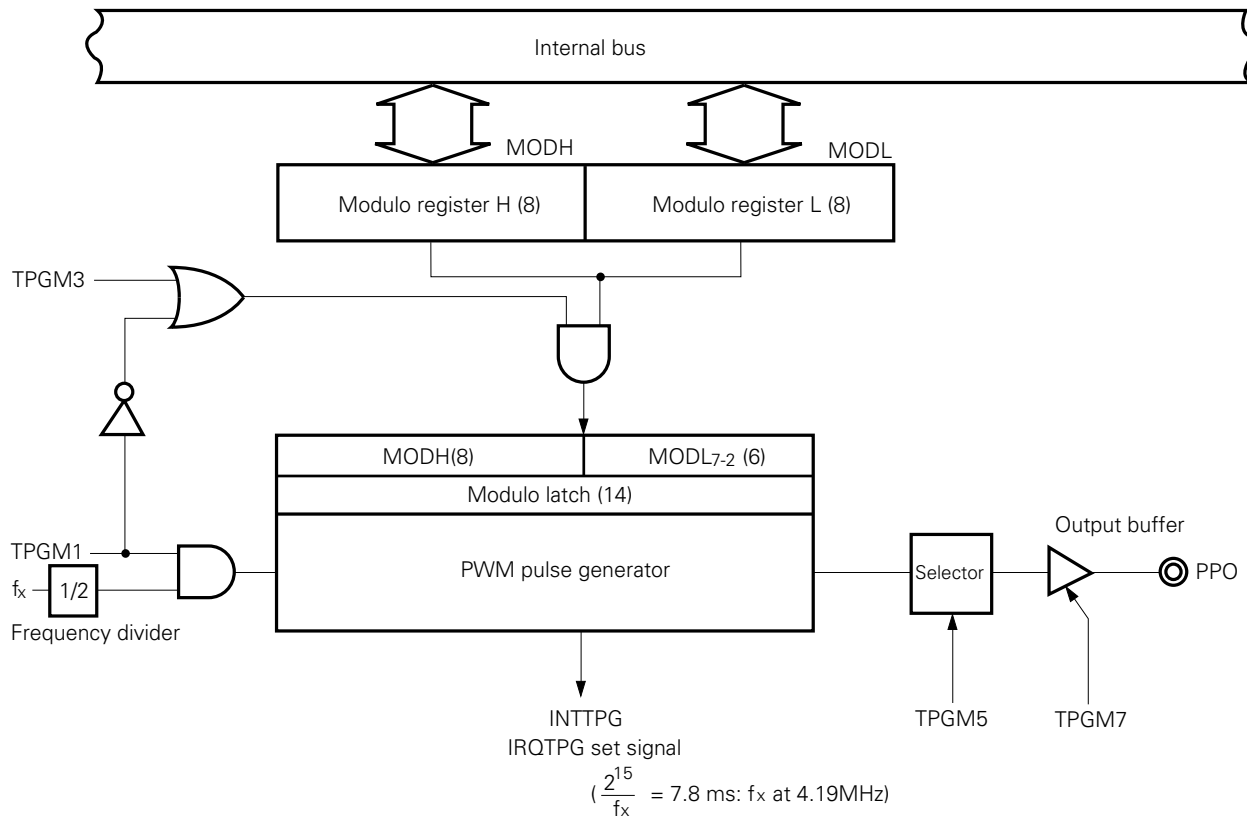 Internal bus
MODH
MODL
Modulo register H (8)
Modulo register L (8)
TPGM3
MODH(8)
MODL7-2 (6)
Modulo latch (14)
TPGM1
Output buffer
fx
1/2
PWM pulse generator
Selector
PPO
Frequency divider
INTTPG
TPGM5
TPGM7
IRQTPG set signal
(2^15/fx = 7.8 ms: fx at 4.19MHz)